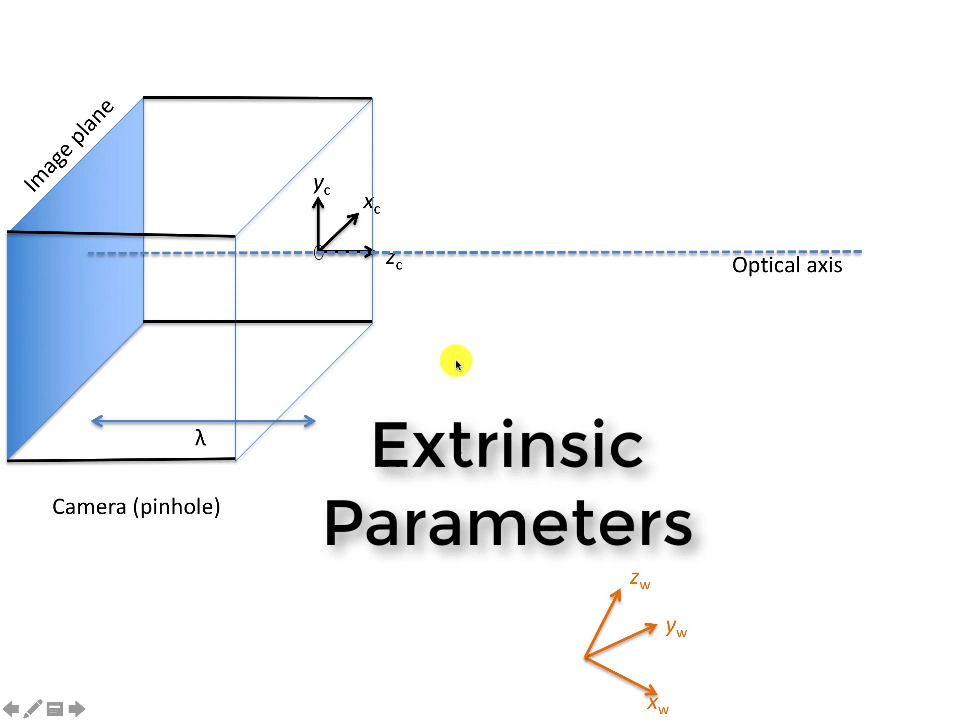 Image plane
yc
xc
zc
Optical axis
λ
Extrinsic
Parameters
Camera (pinhole)
zw
yw
xw